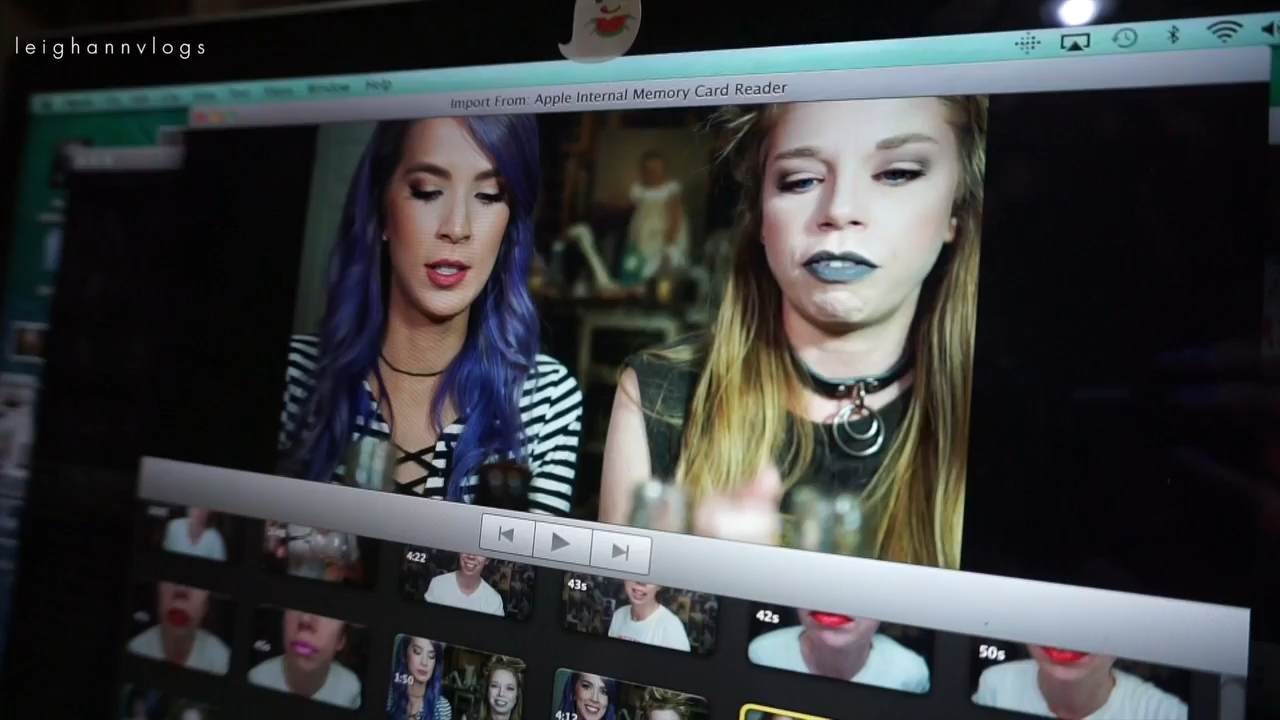 leighannvlogs
Window Help
Import From: Apple Internal Memory Card Reader
4:22
43s
42s
50s
1:50
4:12